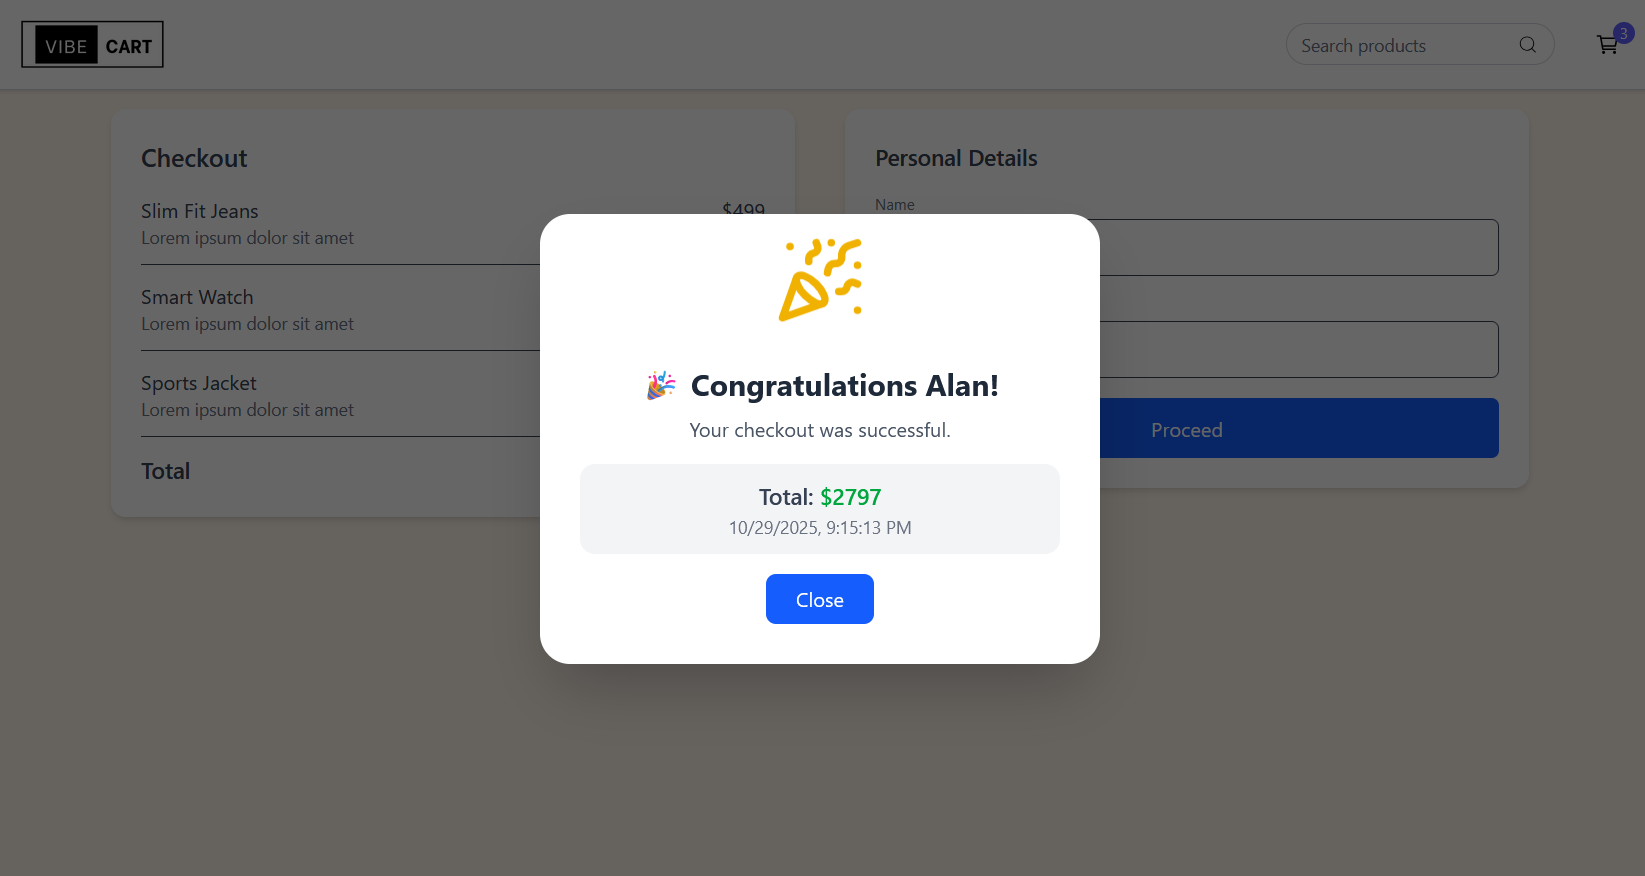 VIBE CART
Search products
3
Checkout
Slim Fit Jeans
$499
Lorem ipsum dolor sit amet
Smart Watch
Lorem ipsum dolor sit amet
Sports Jacket
Lorem ipsum dolor sit amet
Total
Personal Details
Name
Proceed
🎉 Congratulations Alan!
Your checkout was successful.
Total: $2797
10/29/2025, 9:15:13 PM
Close